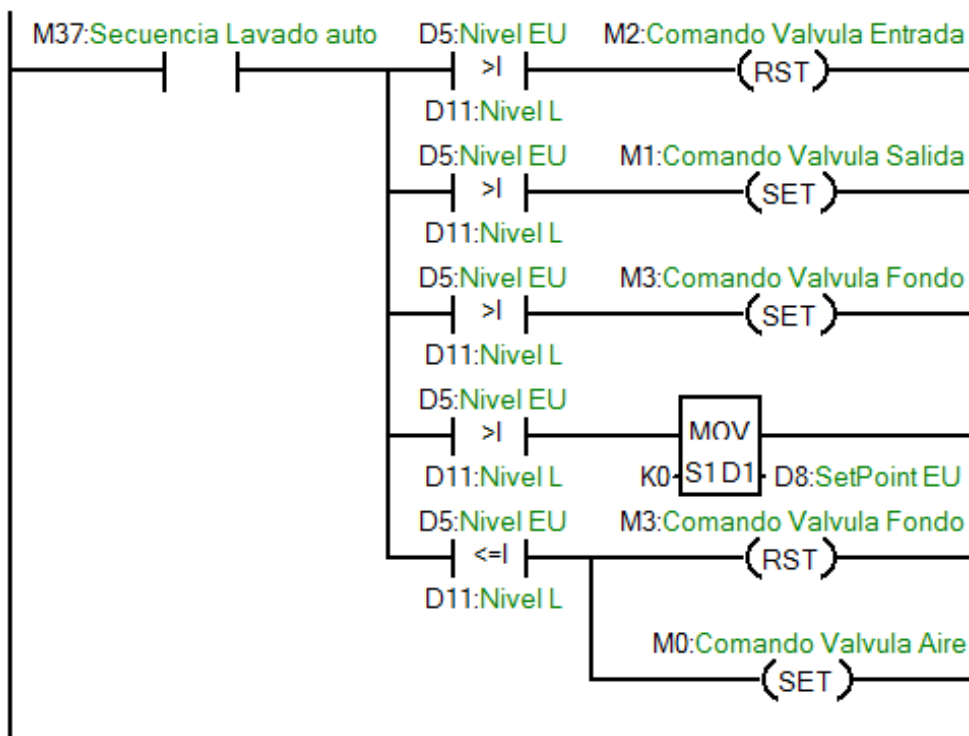 M37:Secuencia Lavado auto D5:Nivel EU M2:Comando Valvula Entrada
>I RST
D11:Nivel L
D5:Nivel EU M1:Comando Valvula Salida
>I SET
D11:Nivel L
D5:Nivel EU M3:Comando Valvula Fondo
>I SET
D11:Nivel L
D5:Nivel EU
>I MOV
D11:Nivel L K0 S1 D1 D8:SetPoint EU
D5:Nivel EU M3:Comando Valvula Fondo
<=I RST
D11:Nivel L
M0:Comando Valvula Aire
SET